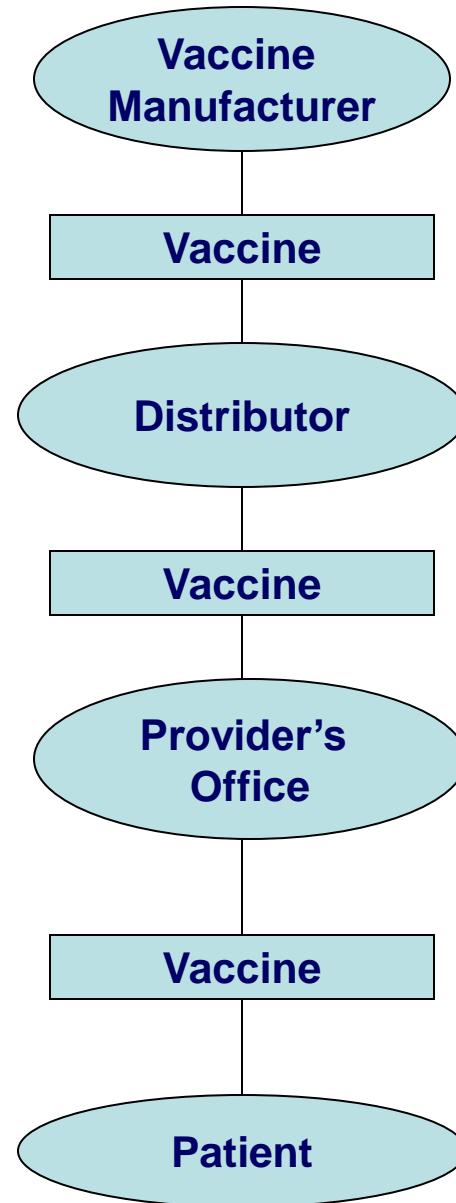 Vaccine
Manufacturer
Vaccine
Distributor
Vaccine
Provider’s
Office
Vaccine
Patient